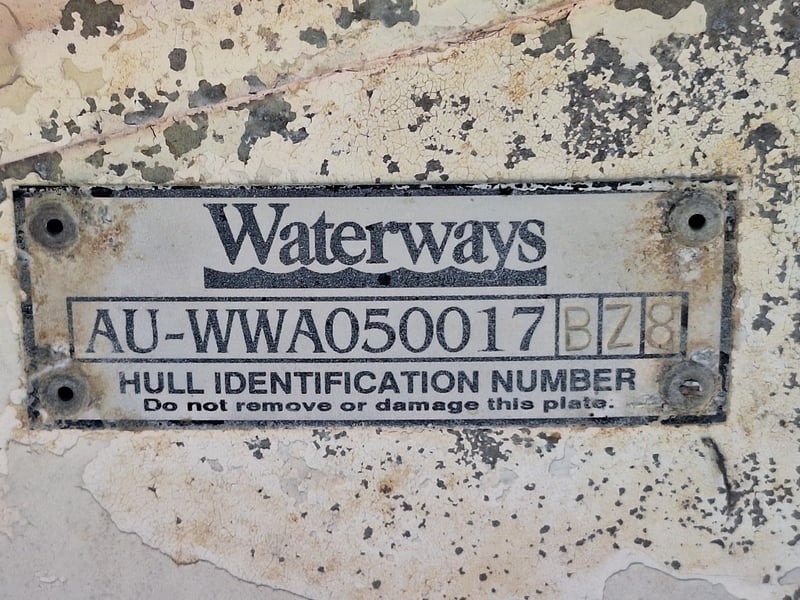 Waterways
AU-WWA050017BZ8
HULL IDENTIFICATION NUMBER
Do not remove or damage this plate.